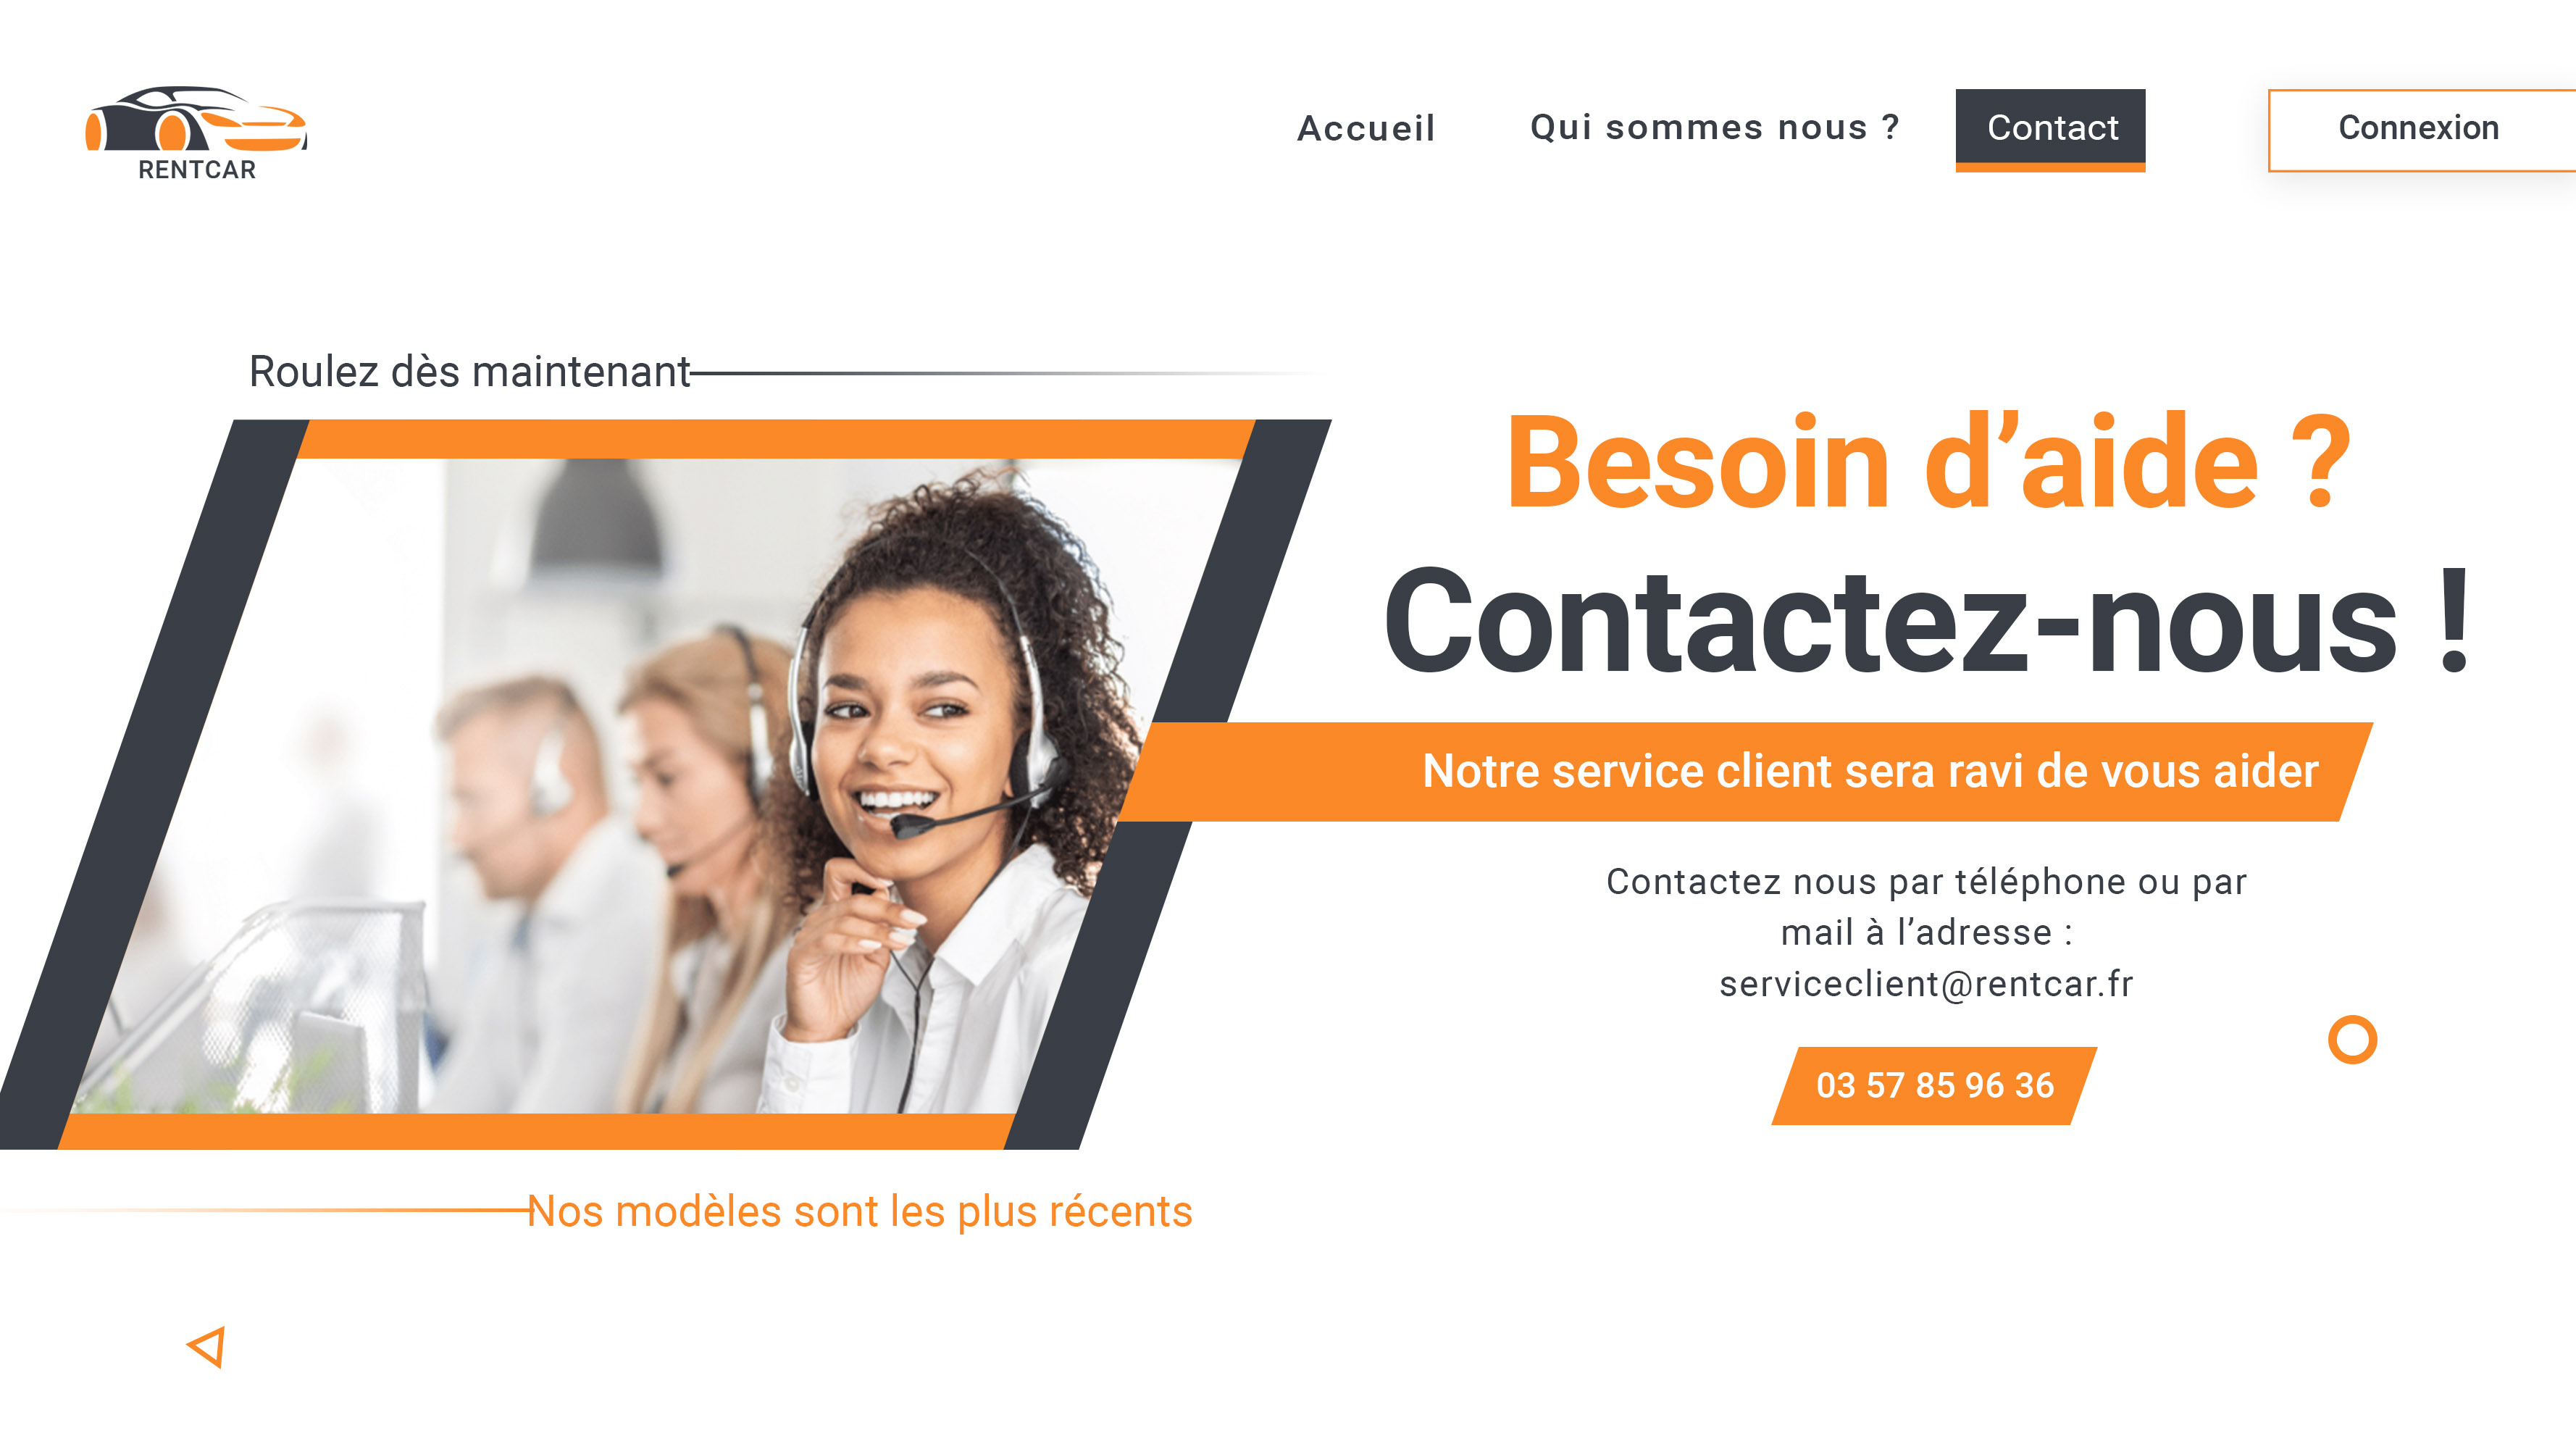 RENTCAR
Accueil
Qui sommes nous ?
Contact
Connexion
Roulez dès maintenant
Besoin d’aide ?
Contactez-nous !
Notre service client sera ravi de vous aider
Contactez nous par téléphone ou par
mail à l’adresse :
serviceclient@rentcar.fr
03 57 85 96 36
Nos modèles sont les plus récents